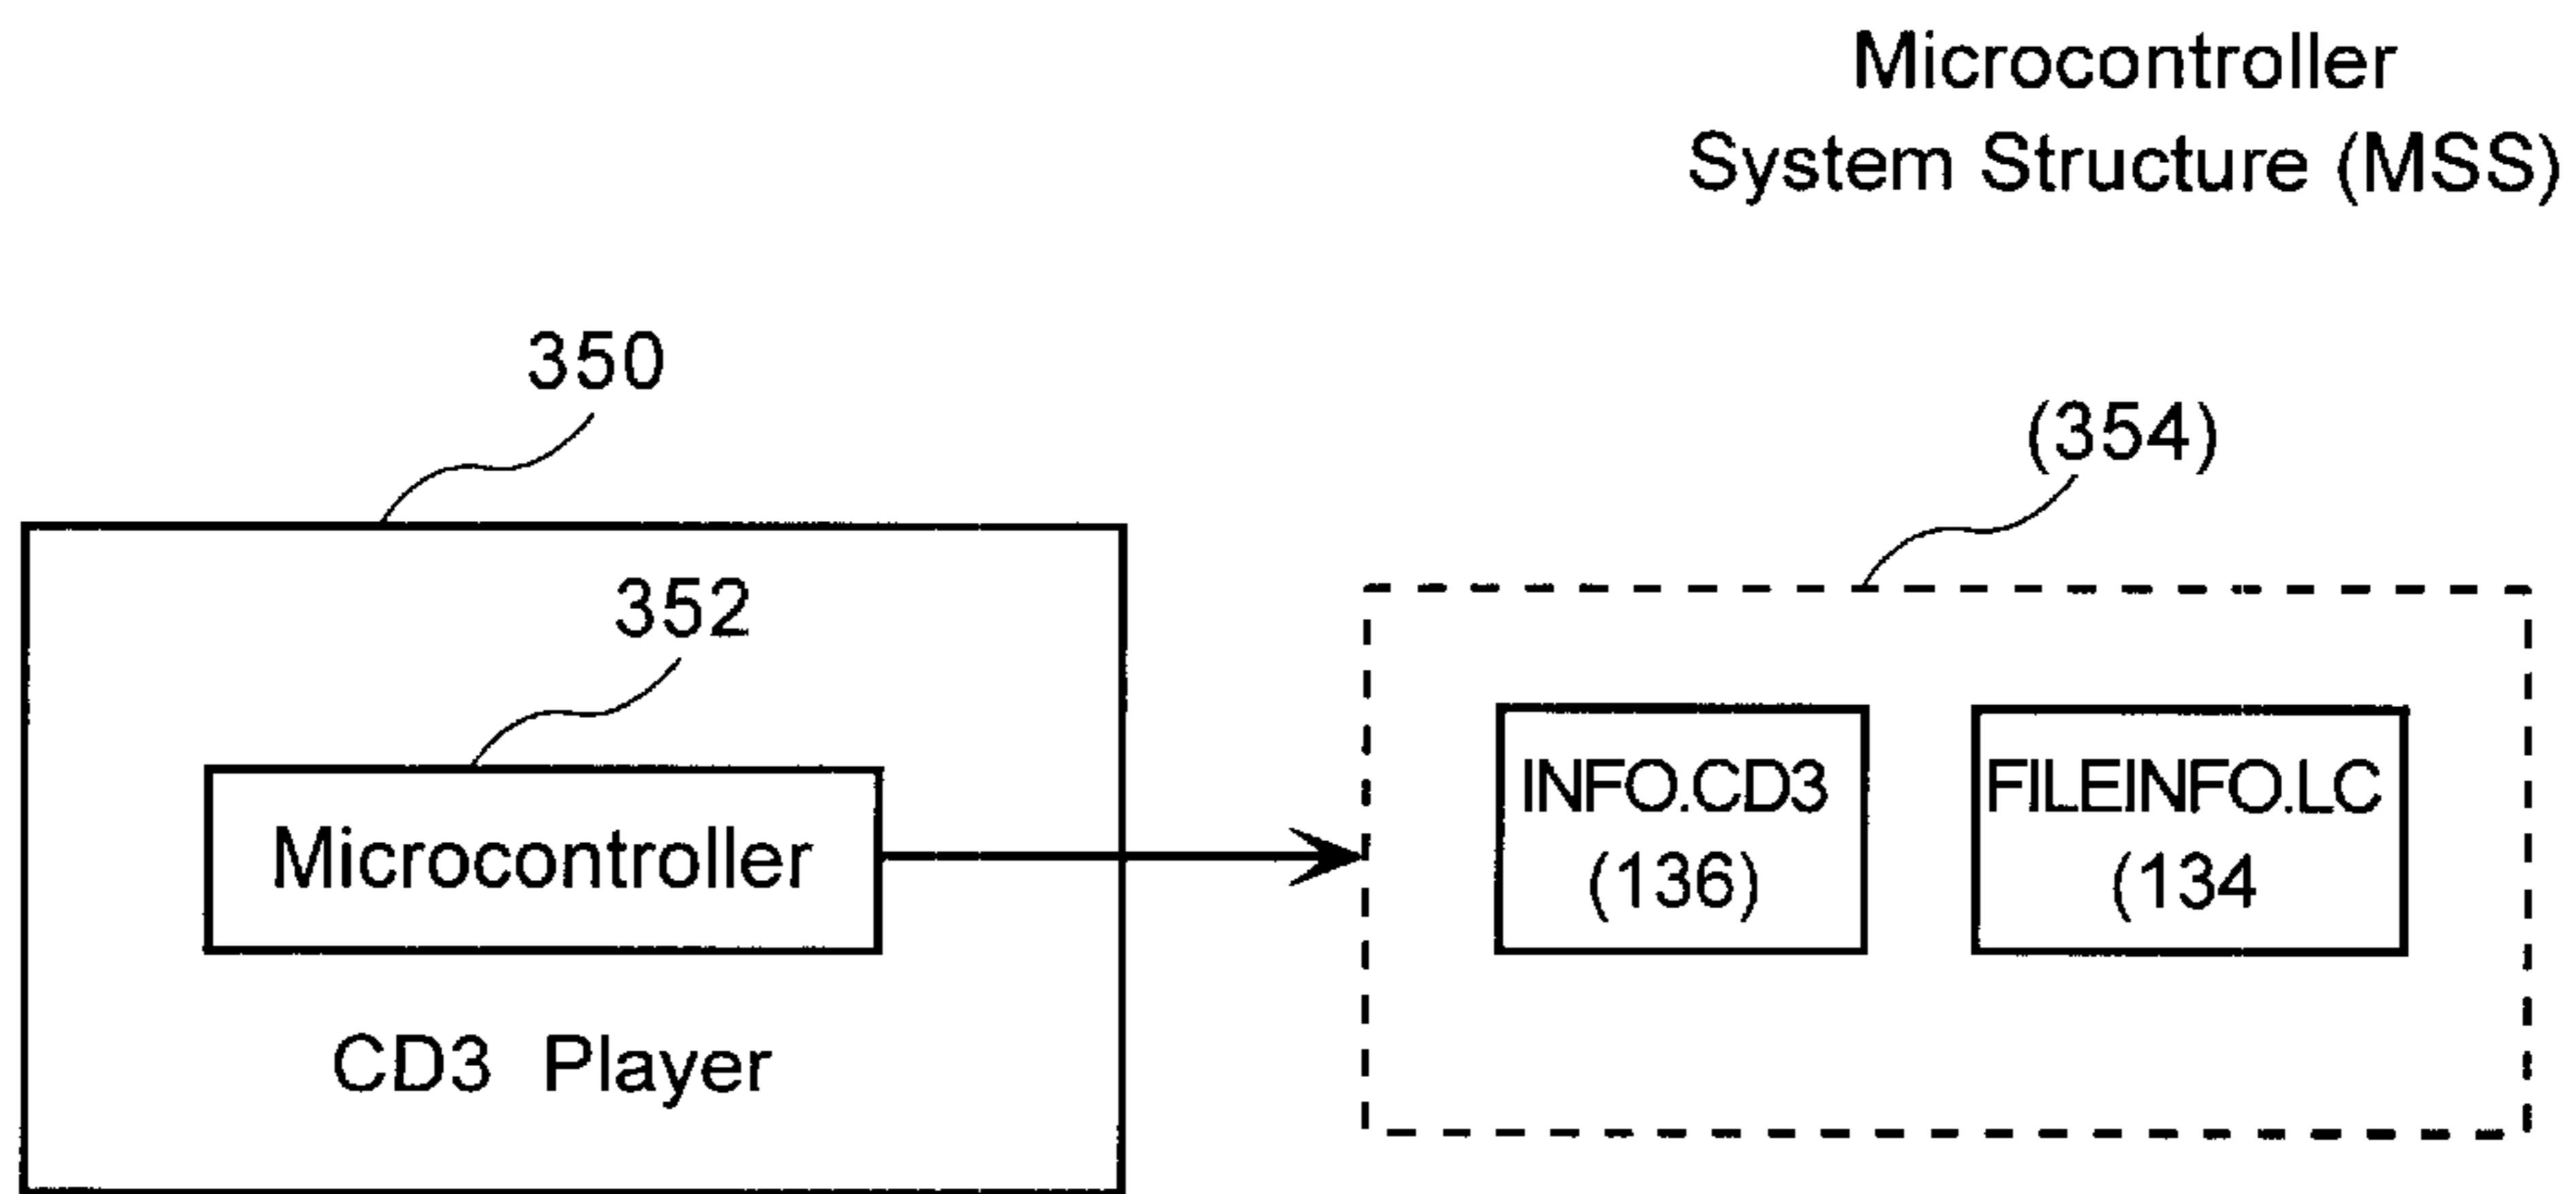 Microcontroller
System Structure (MSS)
350
(354)
352
INFO.CD3
(136)
FILEINFO.LC
(134
Microcontroller
CD3 Player